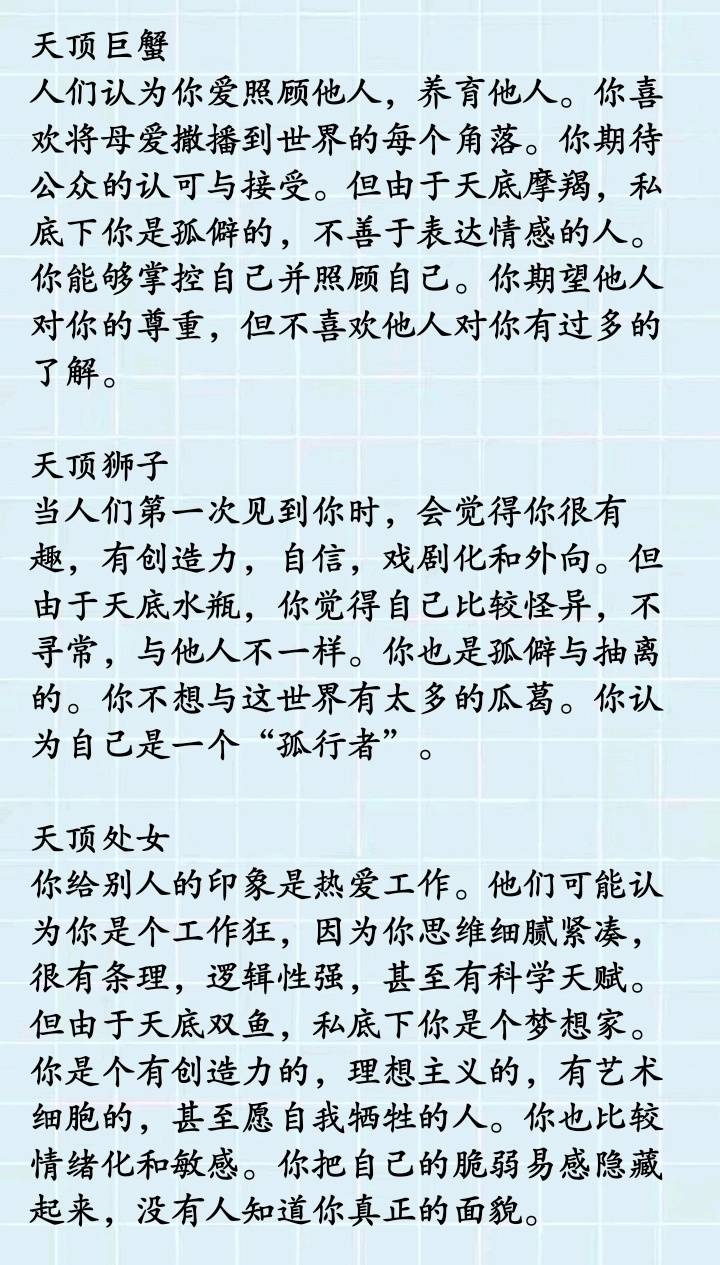 天顶巨蟹
人们认为你爱照顾他人，养育他人。你喜
欢将母爱撒播到世界的每个角落。你期待
公众的认可与接受。但由于天底摩羯，私
底下你是孤僻的，不善于表达情感的人。
你能够掌控自己并照顾自己。你期望他人
对你的尊重，但不喜欢他人对你有过多的
了解。
天顶狮子
当人们第一次见到你时，会觉得你很有
趣，有创造力，自信，戏剧化和外向。但
由于天底水瓶，你觉得自己比较怪异，不
寻常，与他人不一样。你也是孤僻与抽离
的。你不想与这世界有太多的瓜葛。你认
为自己是一个“孤行者”。
天顶处女
你给别人的印象是热爱工作。他们可能认
为你是个工作狂，因为你思维细腻紧凑，
很有条理，逻辑性强，甚至有科学天赋。
但由于天底双鱼，私底下你是个梦想家。
你是个有创造力的，理想主义的，有艺术
细胞的，甚至愿自我牺牲的人。你也比较
情绪化和敏感。你把自己的脆弱易感隐藏
起来，没有人知道你真正的面貌。